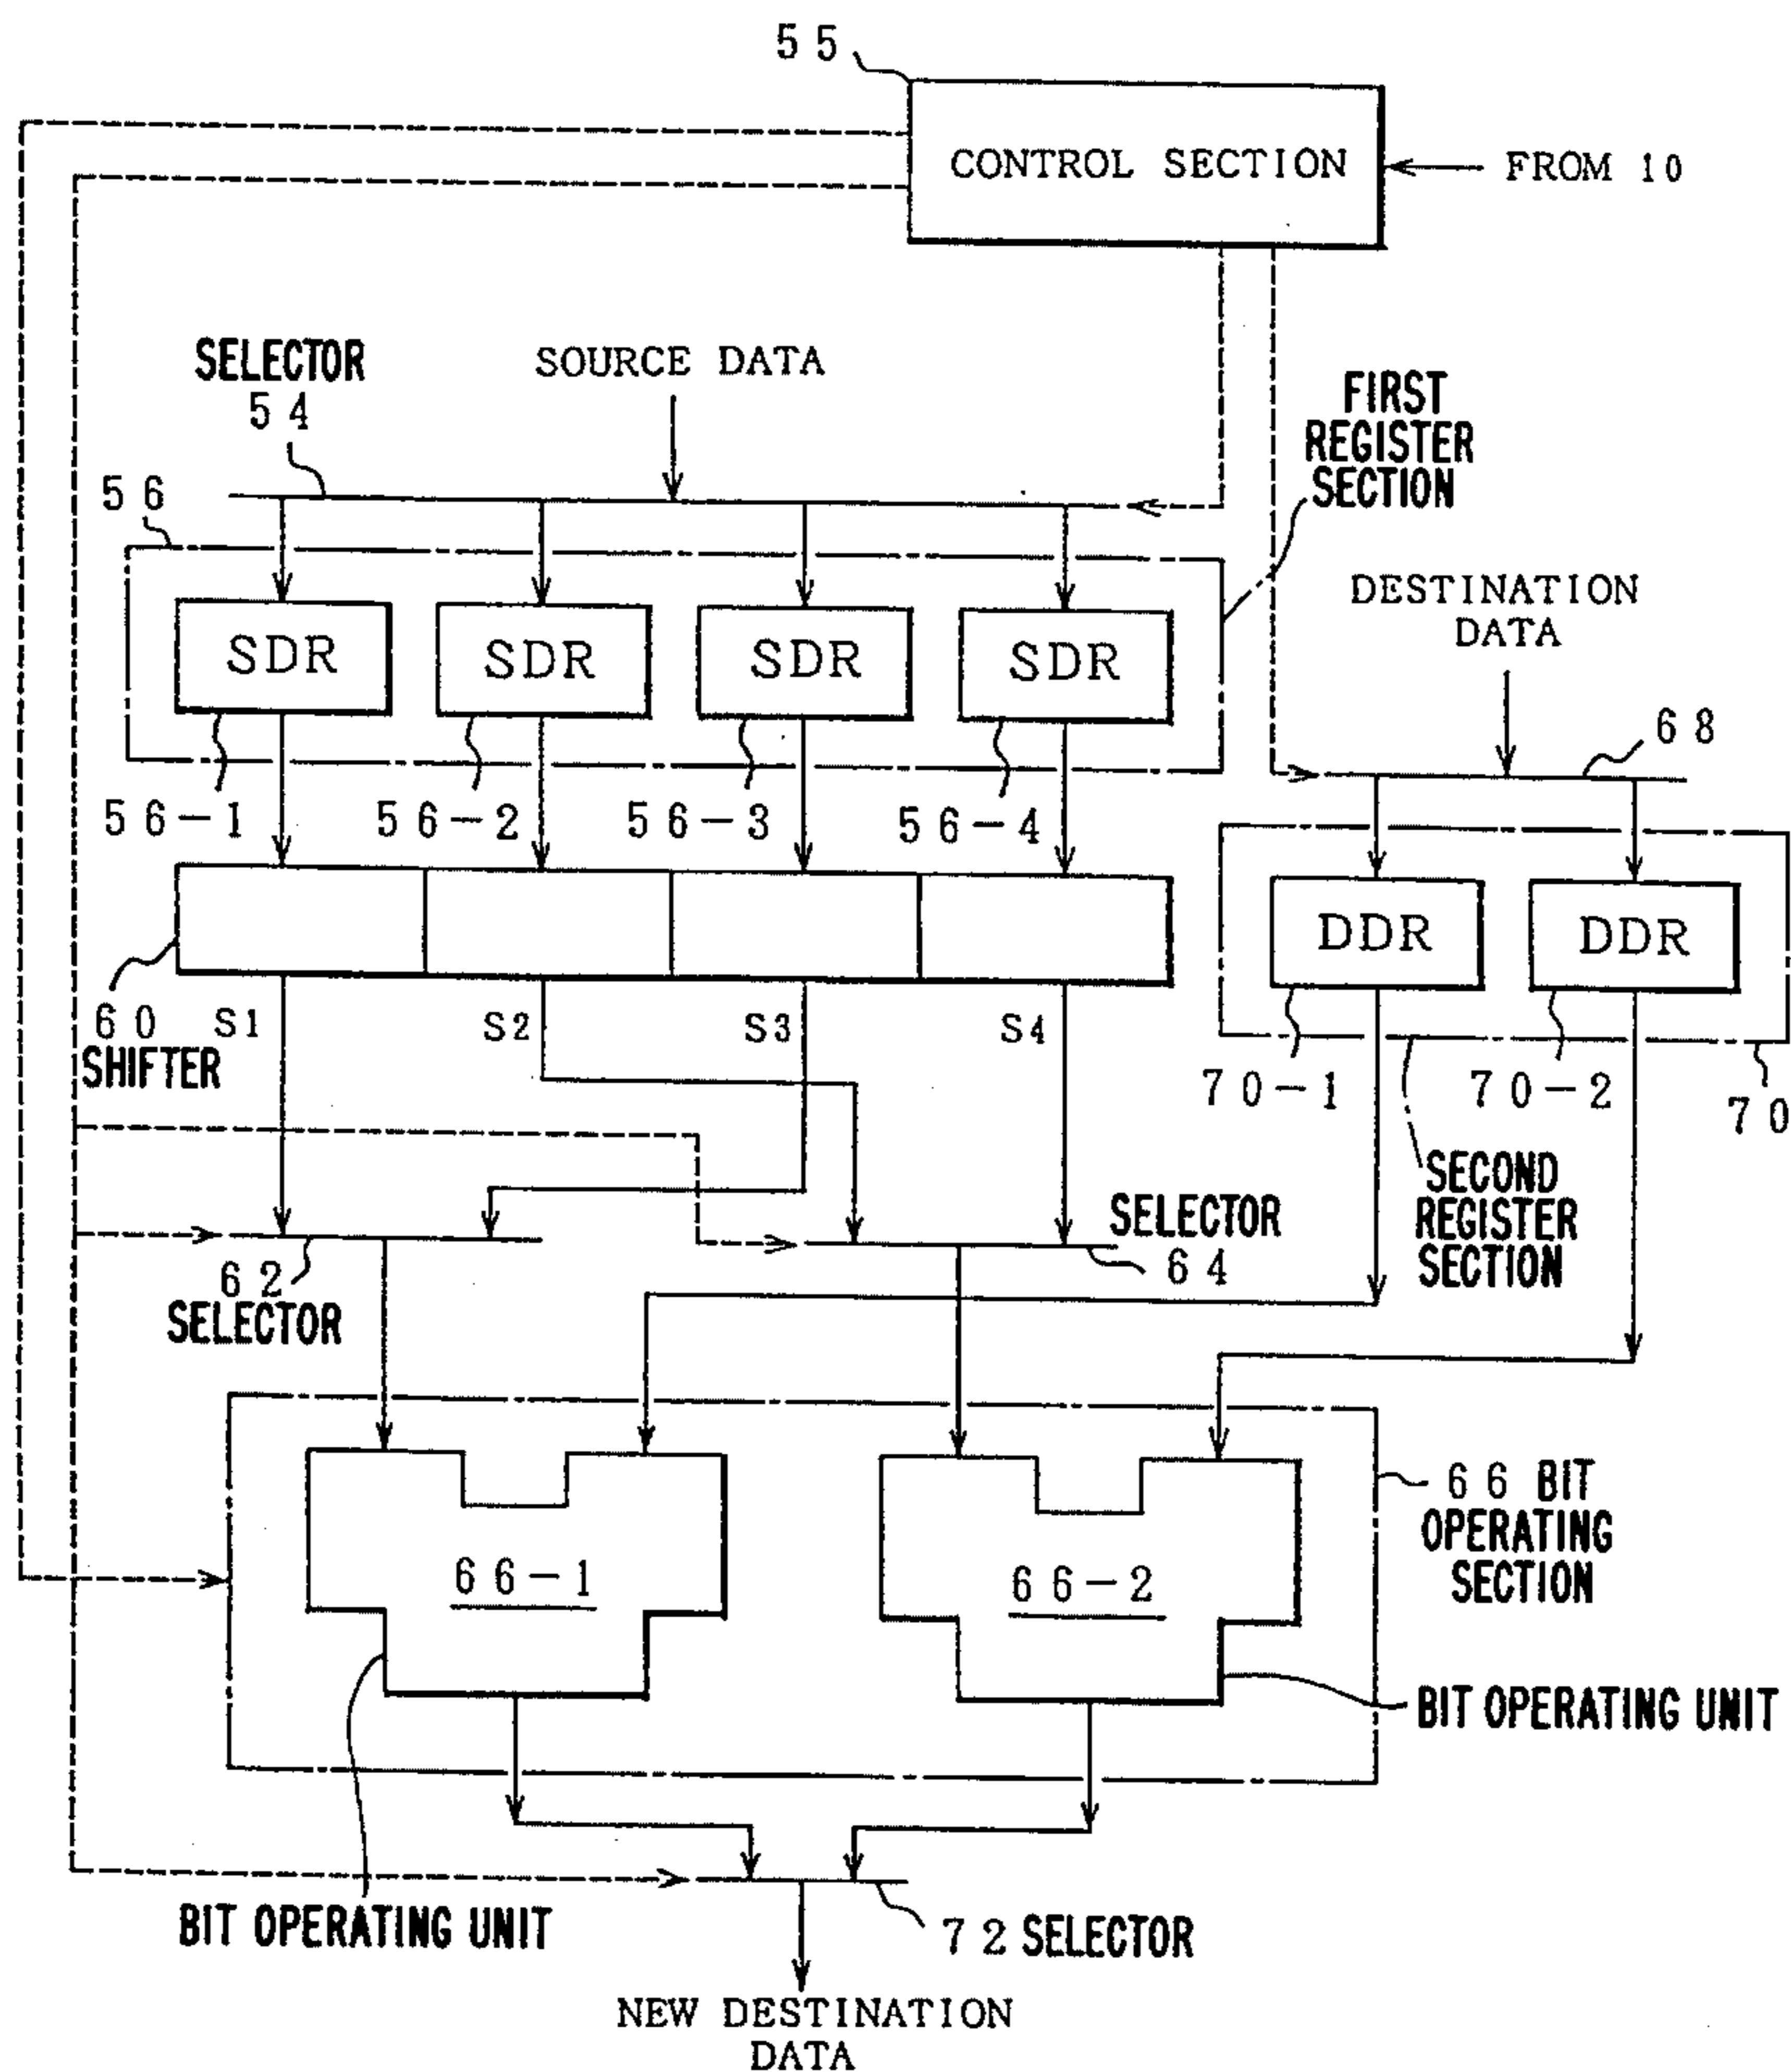 55
CONTROL SECTION
FROM 10
SELECTOR
54
SOURCE DATA
FIRST
REGISTER
SECTION
56
DESTINATION
DATA
SDR
SDR
SDR
SDR
68
56-1
56-2
56-3
56-4
DDR
DDR
60
SHIFTER
S1
S2
S3
S4
70-1
70-2
70
SECOND
REGISTER
SECTION
SELECTOR
64
62
SELECTOR
66 BIT
OPERATING
SECTION
66-1
66-2
BIT OPERATING UNIT
BIT OPERATING UNIT
72 SELECTOR
NEW DESTINATION
DATA